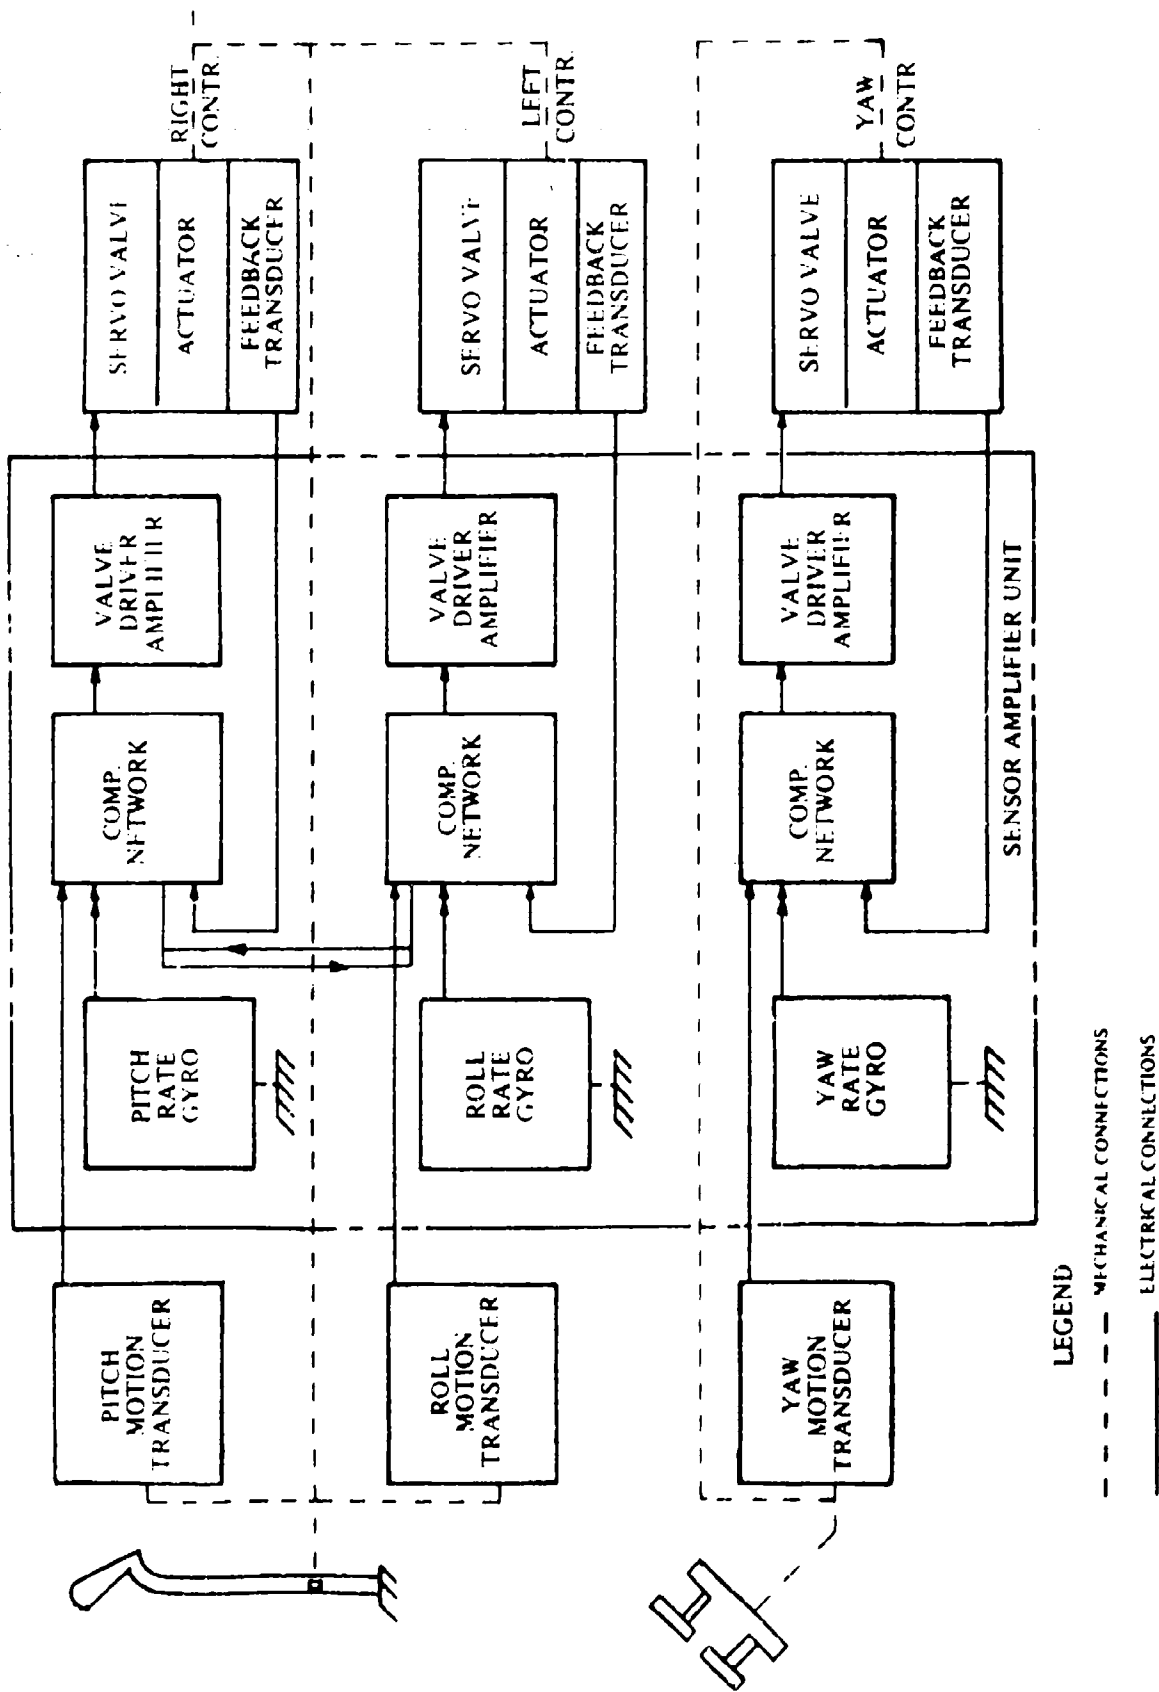 PITCH
MOTION
TRANSDUCER
PITCH
RATE
GYRO
COMP.
NETWORK
VALVE
DRIVER
AMPLIFIER
SERVO VALVE
ACTUATOR
FEEDBACK
TRANSDUCER
RIGHT
CONTR.
ROLL
MOTION
TRANSDUCER
ROLL
RATE
GYRO
COMP.
NETWORK
VALVE
DRIVER
AMPLIFIER
SERVO VALVE
ACTUATOR
FEEDBACK
TRANSDUCER
LEFT
CONTR.
YAW
MOTION
TRANSDUCER
YAW
RATE
GYRO
COMP.
NETWORK
VALVE
DRIVER
AMPLIFIER
SERVO VALVE
ACTUATOR
FEEDBACK
TRANSDUCER
YAW
CONTR
SENSOR AMPLIFIER UNIT
LEGEND
MECHANICAL CONNECTIONS
ELECTRICAL CONNECTIONS